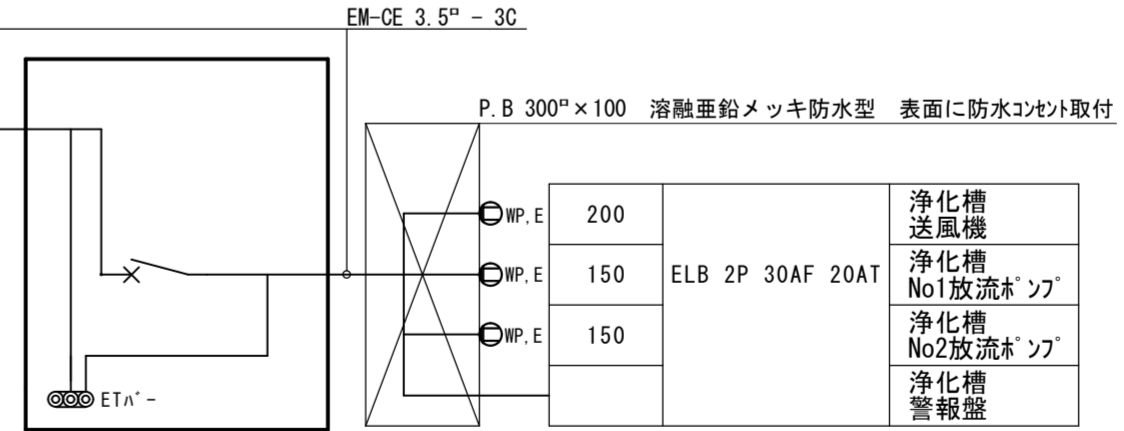 EM-CE 3.5□ - 3C
P.B 300□×100 溶融亜鉛メッキ防水型 表面に防水ｺﾝｾﾝﾄ取付
WP,E 200 浄化槽
送風機
WP,E 150 ELB 2P 30AF 20AT 浄化槽
No1放流ﾎﾟﾝﾌﾟ
WP,E 150 浄化槽
No2放流ﾎﾟﾝﾌﾟ
浄化槽
警報盤
ETﾊﾞｰ